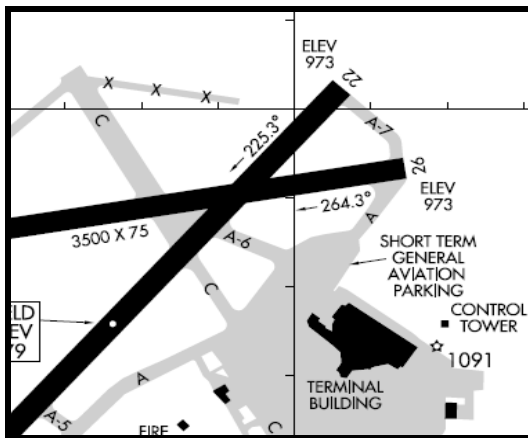 ELEV
973
22
X X X
C
A-7
225.3°
26
ELEV
973
264.3°
A
3500 X 75
A-6
SHORT TERM
GENERAL
AVIATION
PARKING
C
CONTROL
TOWER
1091
TERMINAL
BUILDING
A
A-5
FIRE
C